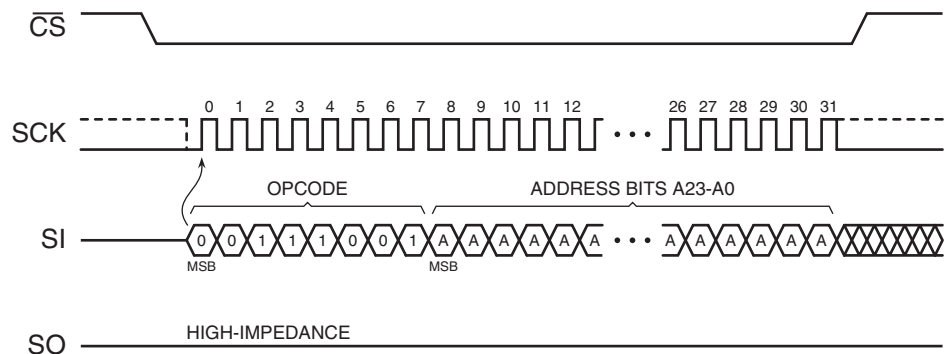 CS
0 1 2 3 4 5 6 7 8 9 10 11 12 26 27 28 29 30 31
SCK
OPCODE ADDRESS BITS A23-A0
SI 0 0 1 1 1 0 0 1 A A A A A A A A A A A A
MSB MSB
HIGH-IMPEDANCE
SO